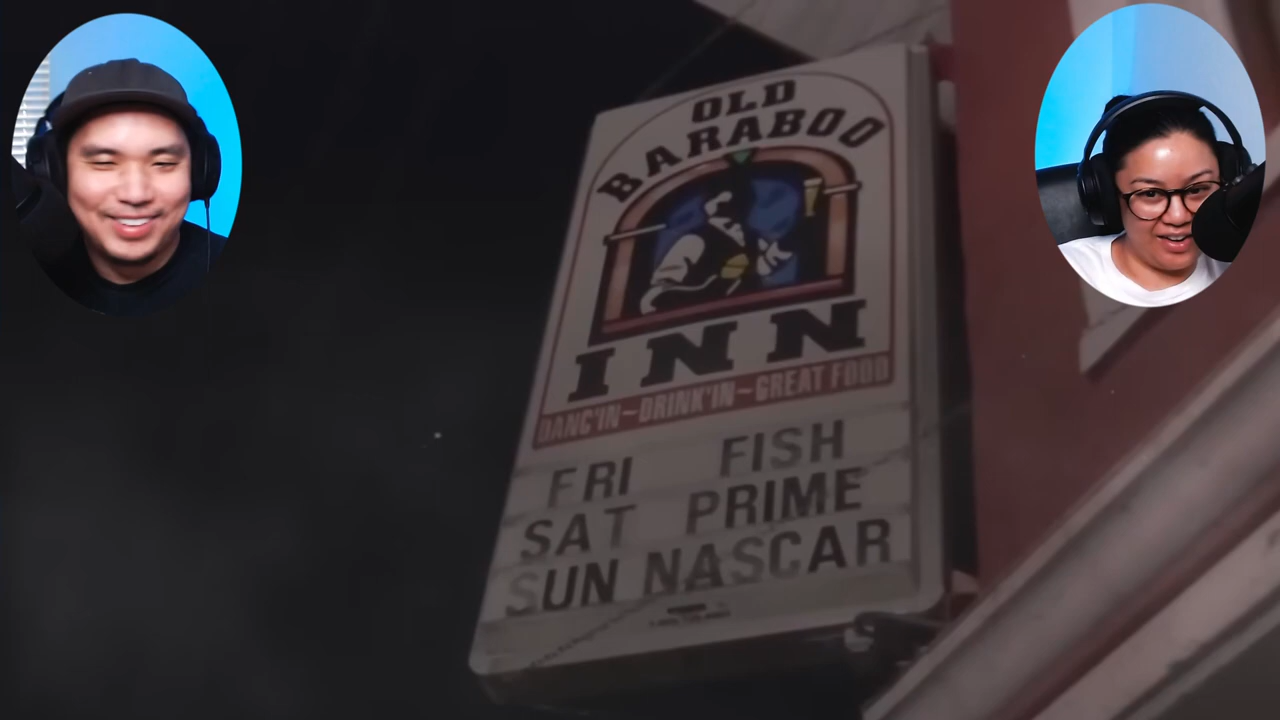 OLD
BARABOO
INN
DANC'IN~DRINK'IN~GREAT FOOD
FRI FISH
SAT PRIME
SUN NASCAR